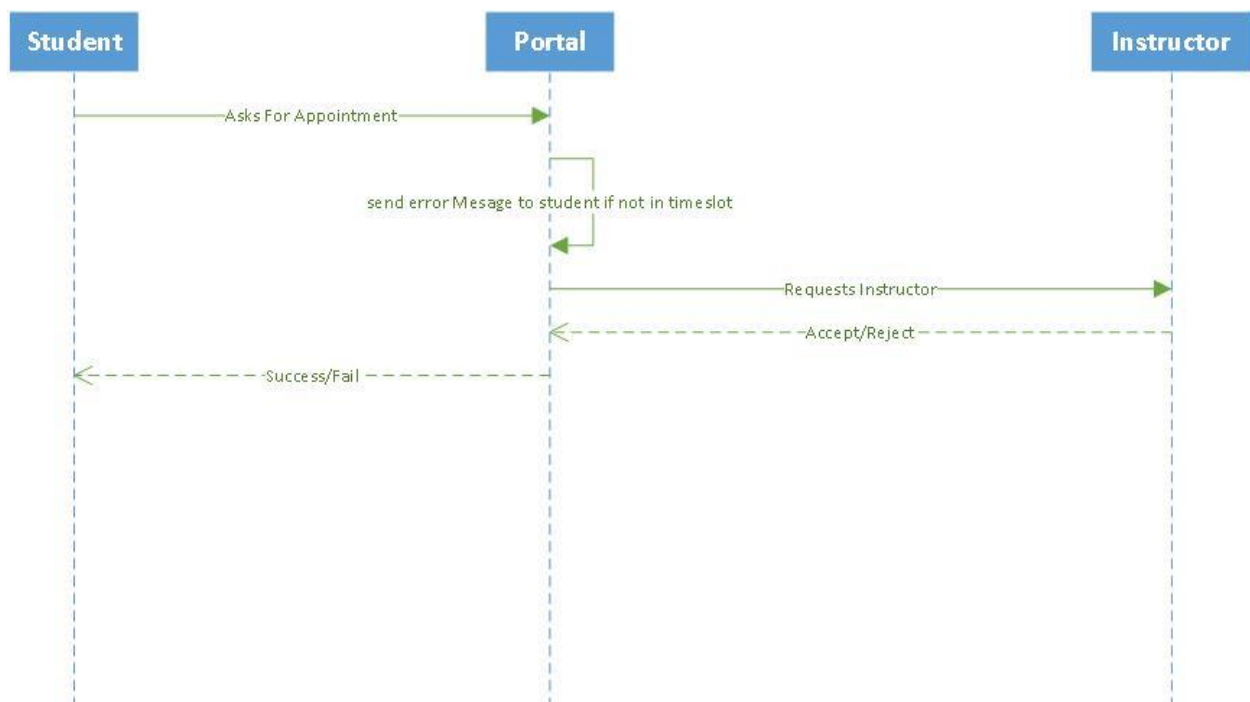 Student
Portal
Instructor
Asks For Appointment
send error Mesage to student if not in timeslot
Requests Instructor
Accept/Reject
Success/Fail